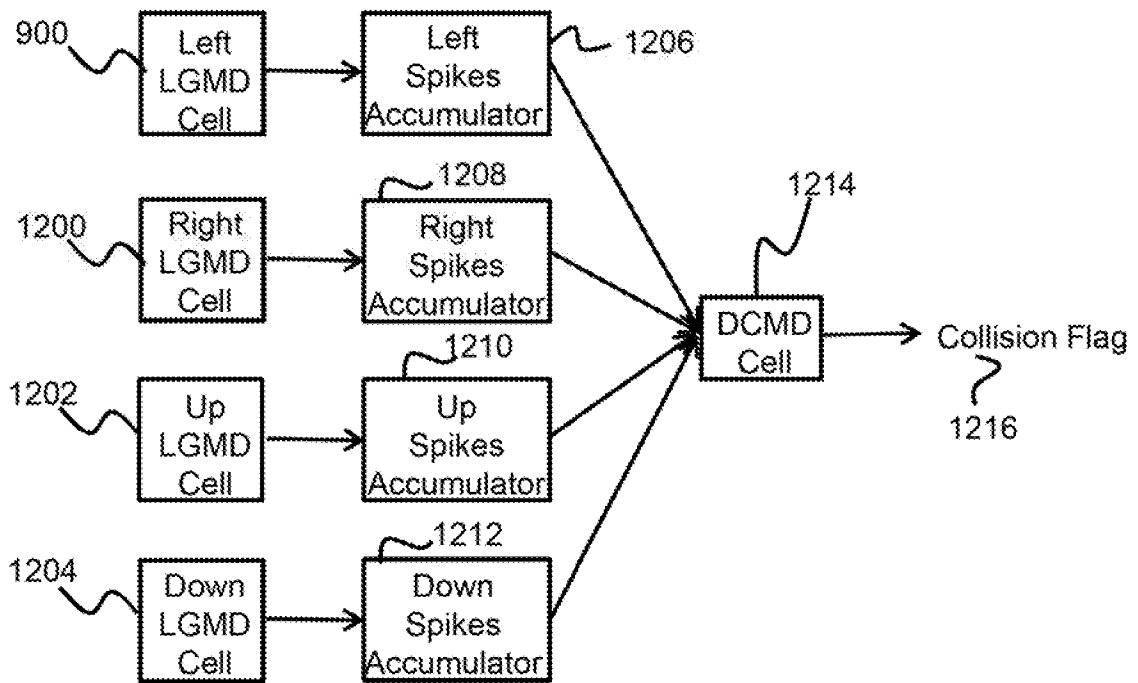 900
Left
LGMD
Cell
Left
Spikes
Accumulator
1206
1200
Right
LGMD
Cell
1208
Right
Spikes
Accumulator
1214
DCMD
Cell
Collision Flag
1216
1202
Up
LGMD
Cell
1210
Up
Spikes
Accumulator
1204
Down
LGMD
Cell
1212
Down
Spikes
Accumulator